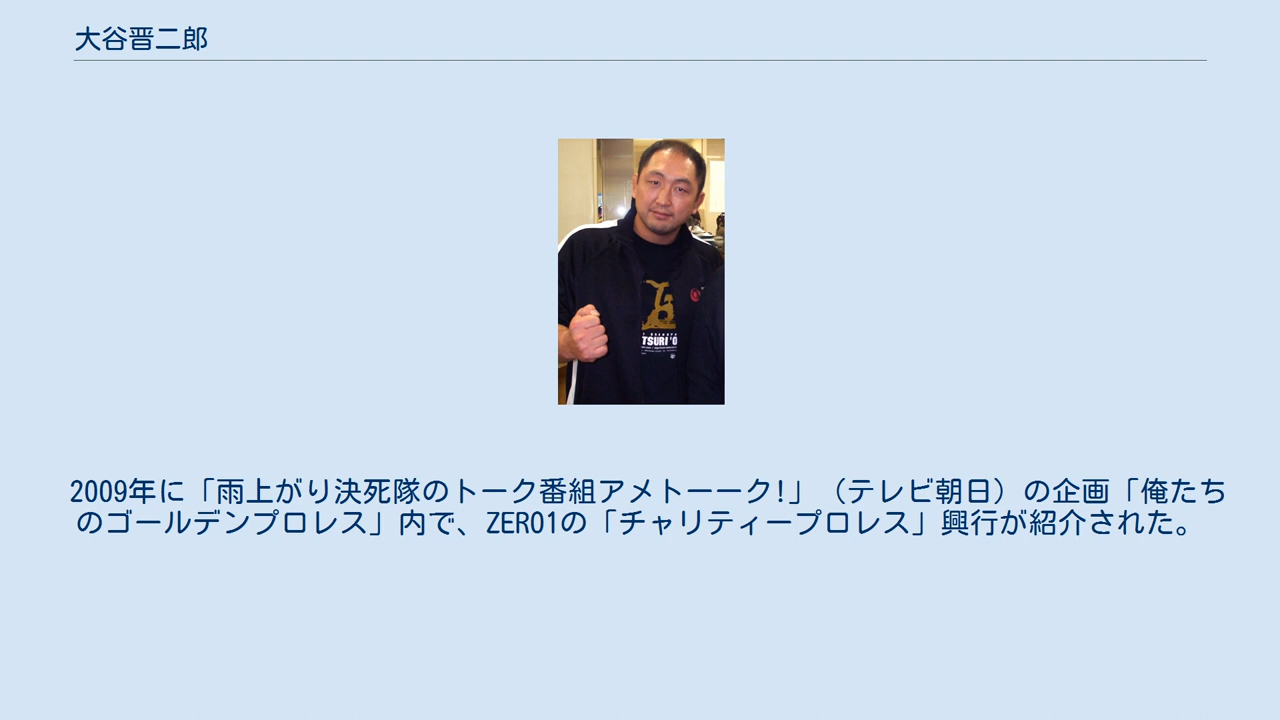 大谷晋二郎
TSURI'0
2009年に「雨上がり決死隊のトーク番組アメトーーク!」（テレビ朝日）の企画「俺たち
のゴールデンプロレス」内で、ZERO1の「チャリティープロレス」興行が紹介された。